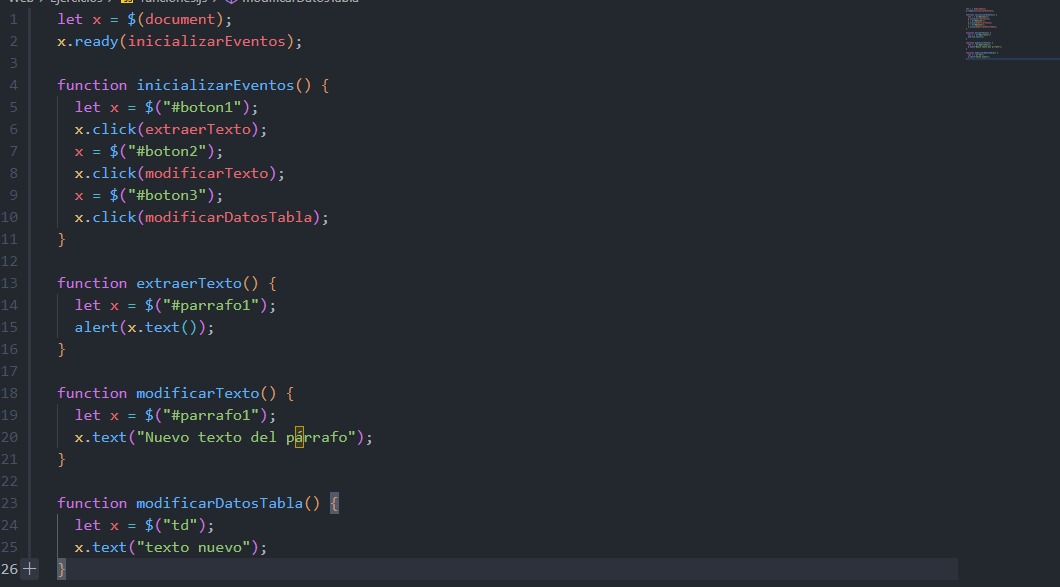 Web > Ejercicios > funciones.js > modificarDatosTabla
1 let x = $(document);
2 x.ready(inicializarEventos);
3
4 function inicializarEventos() {
5 let x = $("#boton1");
6 x.click(extraerTexto);
7 x = $("#boton2");
8 x.click(modificarTexto);
9 x = $("#boton3");
10 x.click(modificarDatosTabla);
11 }
12
13 function extraerTexto() {
14 let x = $("#parrafo1");
15 alert(x.text());
16 }
17
18 function modificarTexto() {
19 let x = $("#parrafo1");
20 x.text("Nuevo texto del párrafo");
21 }
22
23 function modificarDatosTabla() {
24 let x = $("td");
25 x.text("texto nuevo");
26 }